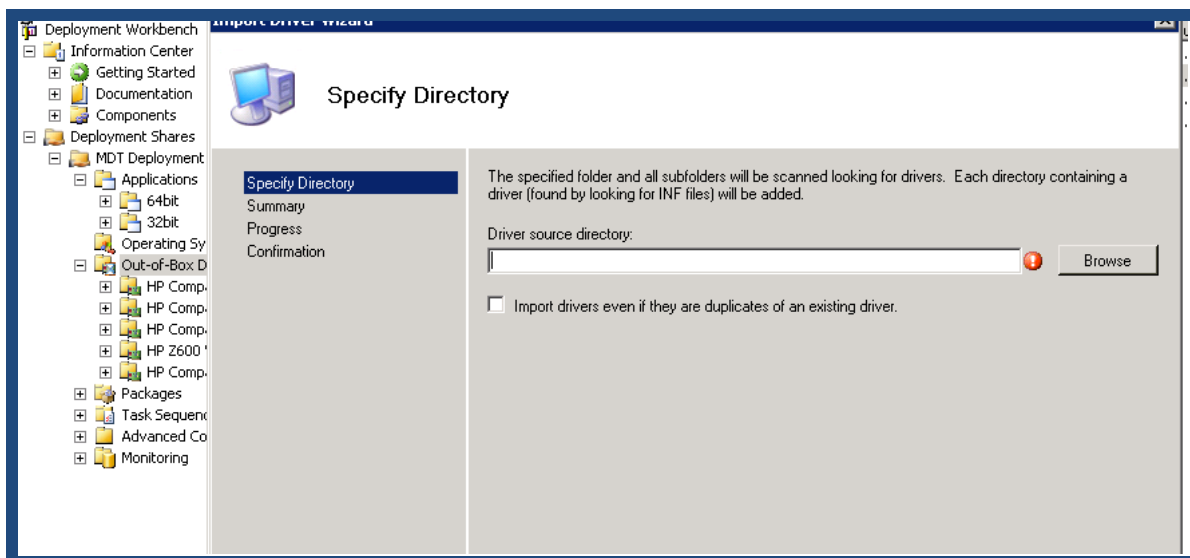 Import Driver Wizard
Deployment Workbench
Information Center
Getting Started
Documentation
Components
Deployment Shares
MDT Deployment
Applications
64bit
32bit
Operating Sy
Out-of-Box D
HP Comp
HP Comp
HP Comp
HP Z600
HP Comp
Packages
Task Sequen
Advanced Co
Monitoring
Specify Directory
Specify Directory
Summary
Progress
Confirmation
The specified folder and all subfolders will be scanned looking for drivers. Each directory containing a
driver (found by looking for INF files) will be added.
Driver source directory:
Browse
Import drivers even if they are duplicates of an existing driver.